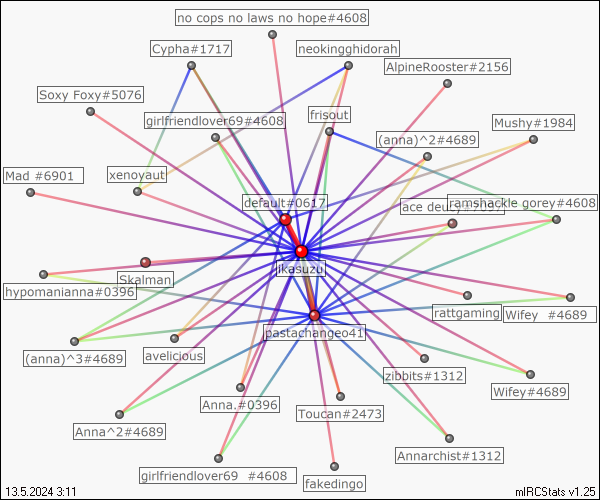 no cops no laws no hope#4608
Cypha#1717
neokingghidorah
AlpineRooster#2156
Soxy Foxy#5076
girlfriendlover69#4608
frisout
Mushy#1984
(anna)^2#4689
Mad #6901
xenoyaut
default#0617
ace deucy
ramshackle gorey#4608
jikasuzu
Skalman
hypomanianna#0396
rattgaming
Wifey #4689
pastachangeo41
(anna)^3#4689
avelicious
zibbits#1312
Wifey#4689
Anna.#0396
Toucan#2473
Anna^2#4689
Annarchist#1312
girlfriendlover69 #4608
fakedingo
13.5.2024 3:11
mIRCStats v1.25